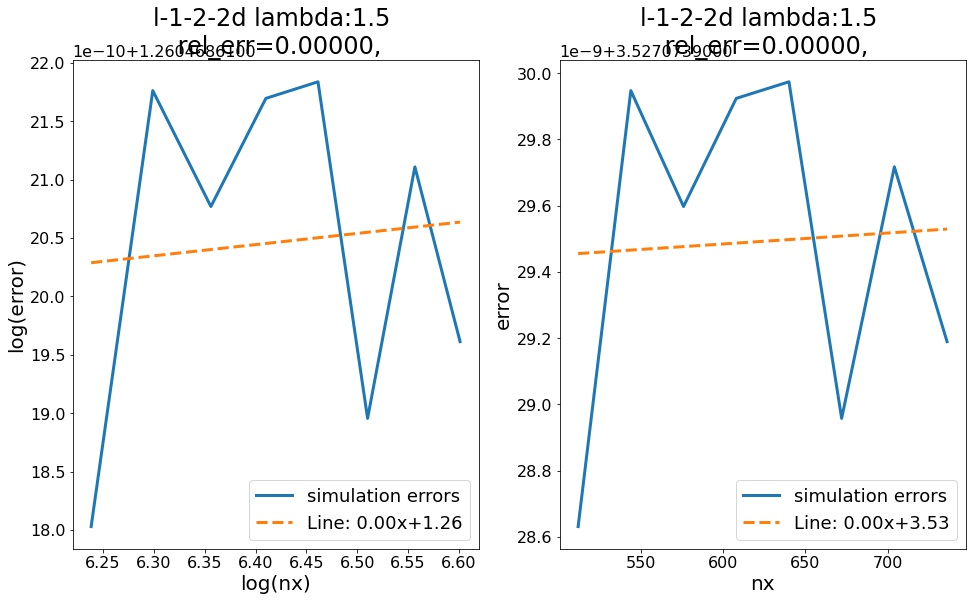 l-1-2-2d lambda:1.5
rel_err=0.00000,
1e−10+1.2604686100
22.0
21.5
21.0
20.5
20.0
19.5
19.0
18.5
18.0
log(error)
simulation errors
Line: 0.00x+1.26
6.25 6.30 6.35 6.40 6.45 6.50 6.55 6.60
log(nx)
l-1-2-2d lambda:1.5
rel_err=0.00000,
1e−9+3.5270739000
30.0
29.8
29.6
29.4
29.2
29.0
28.8
28.6
error
simulation errors
Line: 0.00x+3.53
550 600 650 700
nx